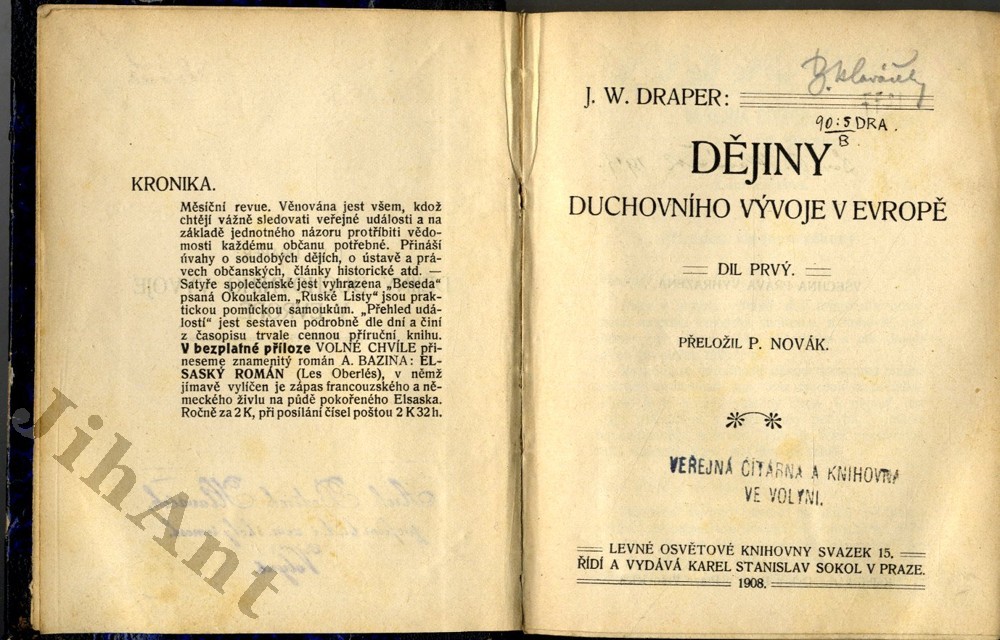 KRONIKA.
Měsíční revue. Věnována jest všem, kdož
chtějí vážně sledovati veřejné události a na
základě jednotného názoru protříbiti vědo-
mosti každému občanu potřebné. Přináší
úvahy o soudobých dějích, o ústavě a prá-
vech občanských, články historické atd. —
Satyře společenské jest vyhrazena „Beseda"
psaná Okoukalem. „Ruské Listy" jsou prak-
tickou pomůckou samoukům. „Přehled udá-
lostí" jest sestaven podrobně dle dní a činí
z časopisu trvale cennou příruční knihu.
V bezplatné příloze VOLNÉ CHVÍLE při-
neseme znamenitý román A. BAZINA: EL-
SASKÝ ROMÁN (Les Oberlés), v němž
jímavě vylíčen je zápas francouzského a ně-
meckého živlu na půdě pokořeného Elsaska.
Ročně za 2 K, při posílání čísel poštou 2 K 32 h.
JihAnt
J. W. DRAPER:
90:5 DRA.
B
DĚJINY
DUCHOVNÍHO VÝVOJE V EVROPĚ
DIL PRVÝ.
PŘELOŽIL P. NOVÁK.
VEŘEJNÁ ČÍTÁRNA A KNIHOVNA
VE VOLYNI.
LEVNÉ OSVĚTOVÉ KNIHOVNY SVAZEK 15.
ŘÍDÍ A VYDÁVÁ KAREL STANISLAV SOKOL V PRAZE.
1908.